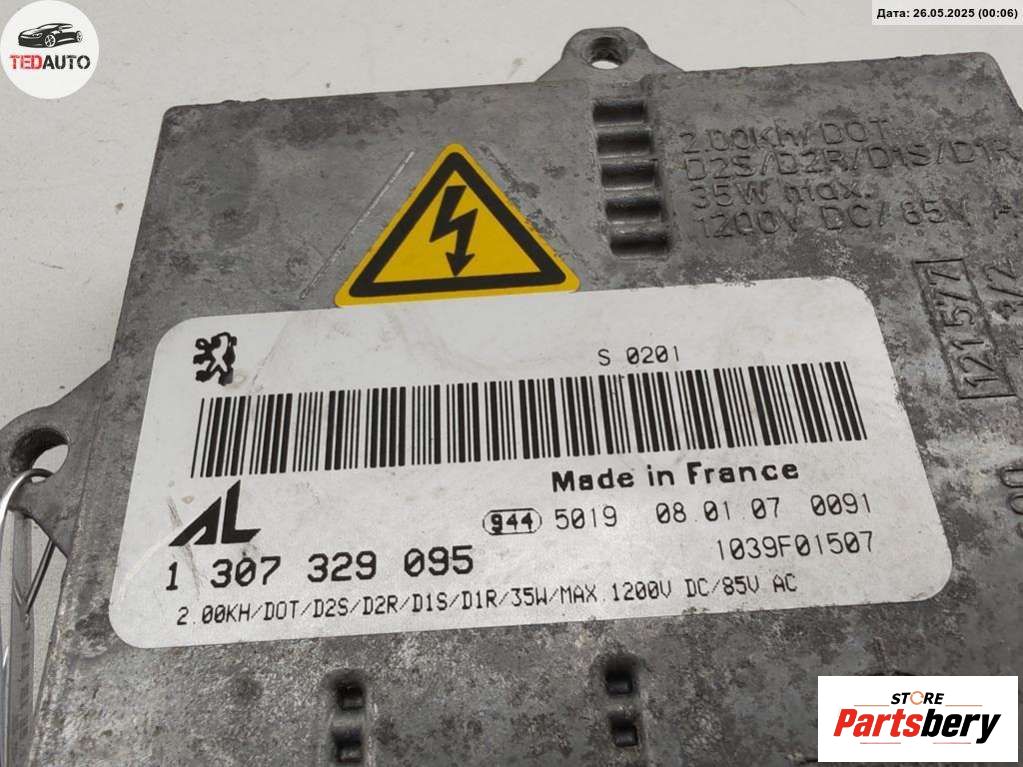 TEDAUTO
Дата: 26.05.2025 (00:06)
2.00KH/DOT
D2S/D2R/D1S/D1R
35W max.
1200V DC/85V A
121577
S 0201
Made in France
944 5019 08.01.07 0091
AL
1 307 329 095
1039F01507
2.00KH/DOT/D2S/D2R/D1S/D1R/35W/MAX.1200V DC/85V AC
STORE
Partsbery